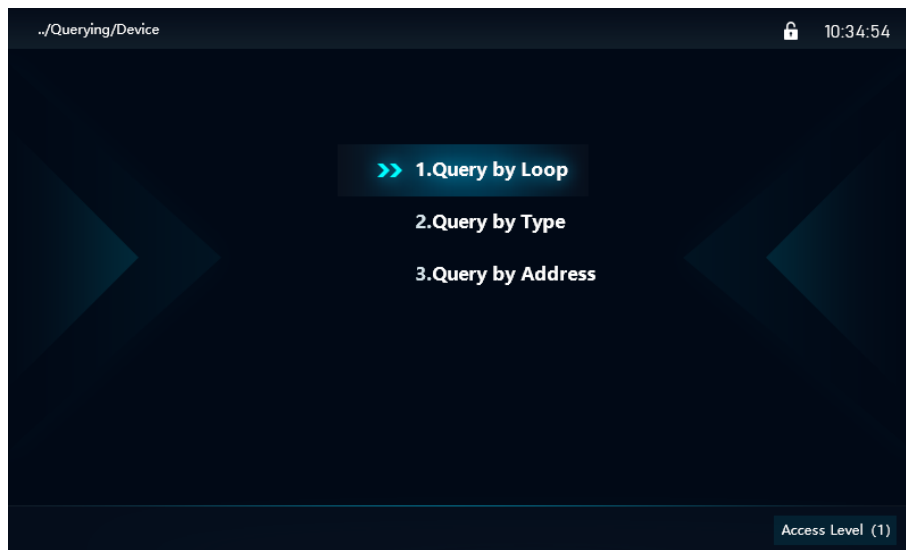 ../Querying/Device
10:34:54
1.Query by Loop
2.Query by Type
3.Query by Address
Access Level (1)